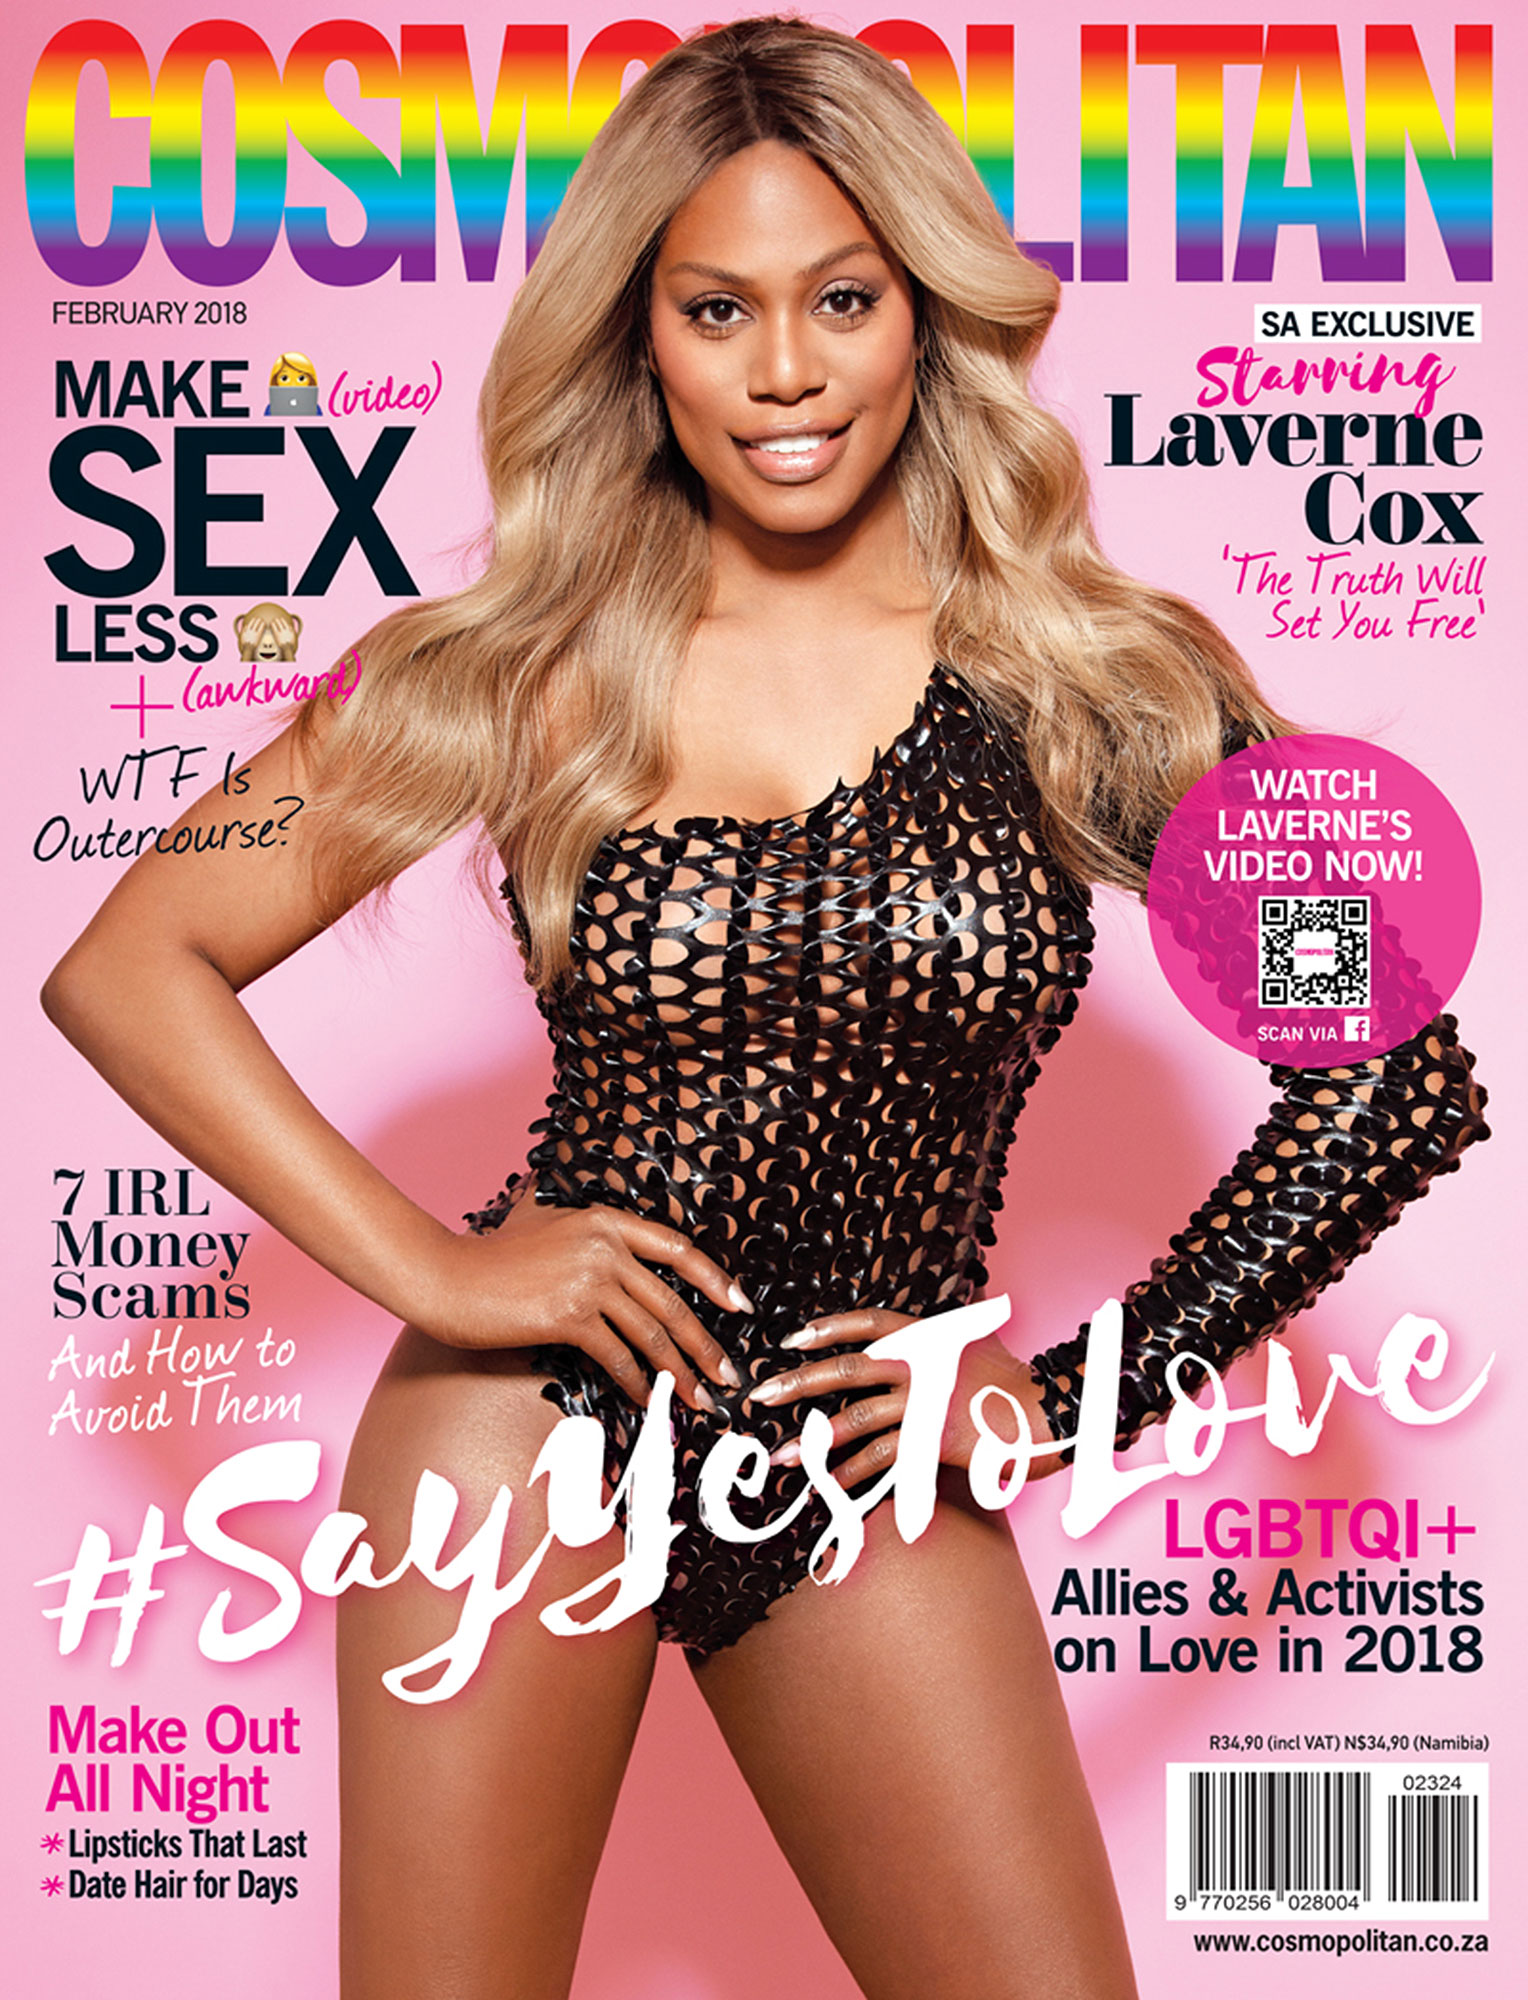 COSMOPOLITAN
FEBRUARY 2018
MAKE (video)
SEX
LESS
+ (awkward)
WTF Is
Outercourse?
SA EXCLUSIVE
Starring
Laverne
Cox
'The Truth Will
Set You Free'
WATCH
LAVERNE'S
VIDEO NOW!
COSMOPOLITAN
SCAN VIA f
7 IRL
Money
Scams
And How to
Avoid Them
#SayYesToLove
LGBTQI+
Allies & Activists
on Love in 2018
Make Out
All Night
* Lipsticks That Last
* Date Hair for Days
R34,90 (incl VAT) N$34,90 (Namibia)
02324
9 770256 028004
www.cosmopolitan.co.za